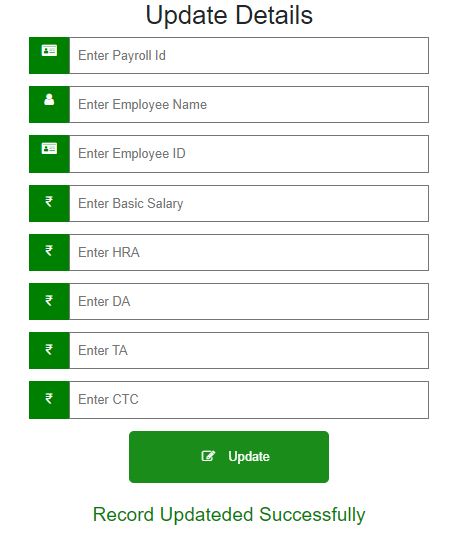 Update Details
Enter Payroll Id
Enter Employee Name
Enter Employee ID
₹ Enter Basic Salary
₹ Enter HRA
₹ Enter DA
₹ Enter TA
₹ Enter CTC
Update
Record Updateded Successfully